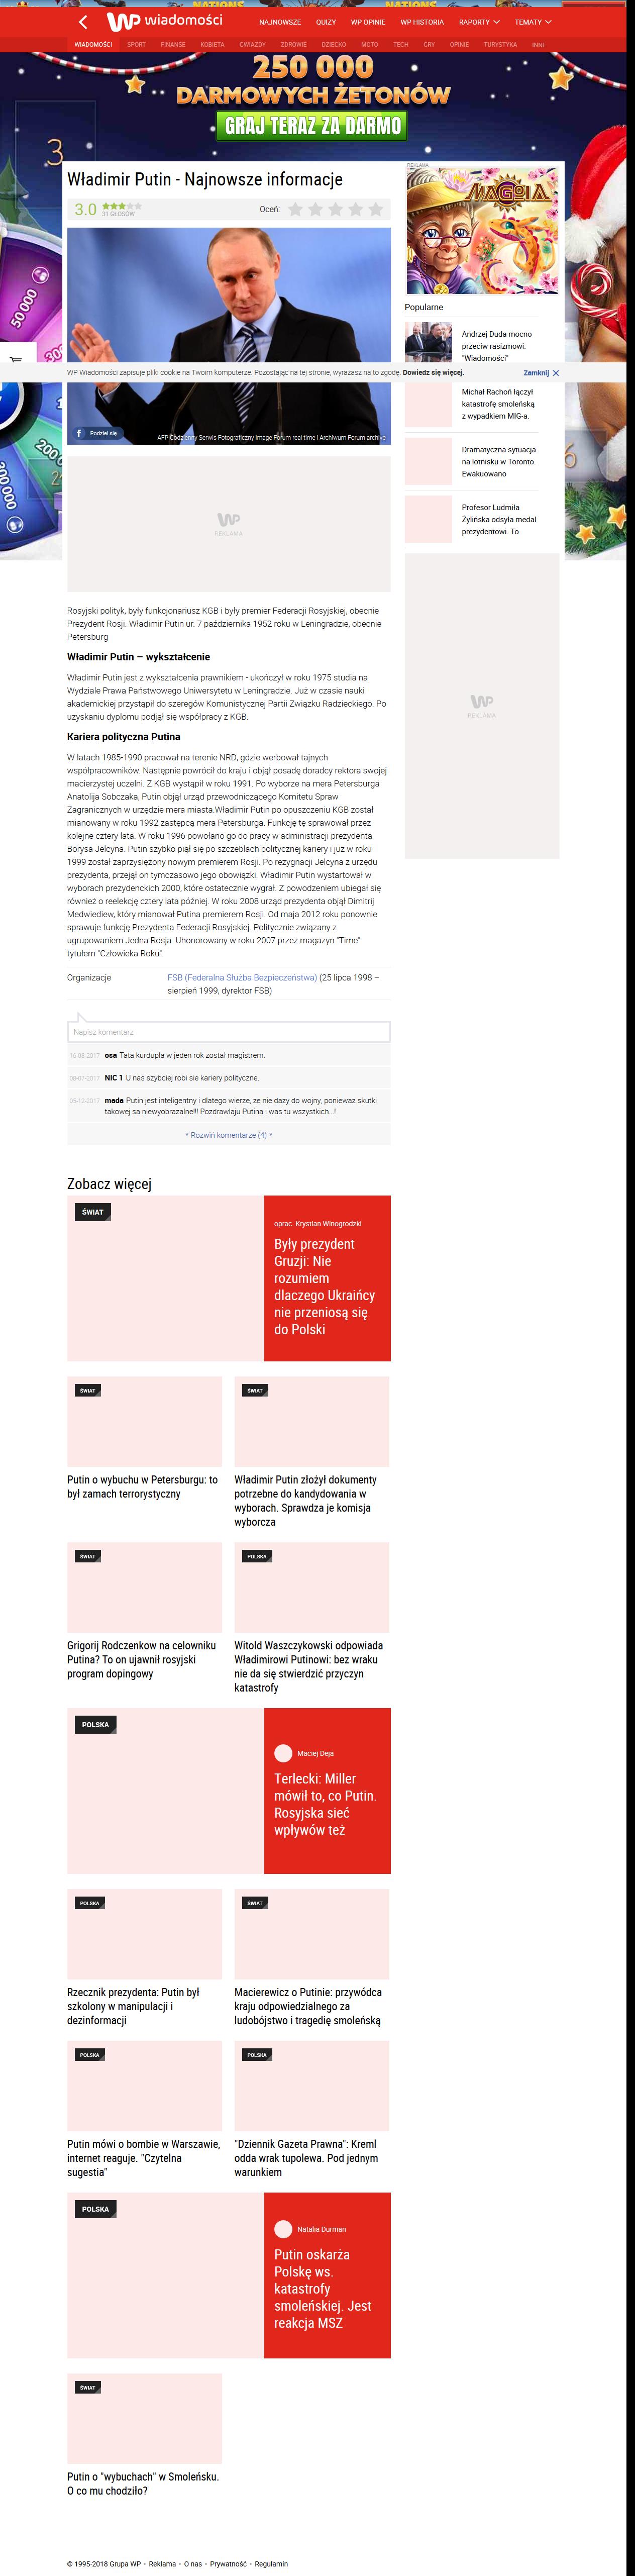 NATIONS
NATIONS
WP wiadomości
NAJNOWSZE QUIZY WP OPINIE WP HISTORIA RAPORTY TEMATY
WIADOMOŚCI SPORT FINANSE KOBIETA GWIAZDY ZDROWIE DZIECKO MOTO TECH GRY OPINIE TURYSTYKA INNE
250 000
DARMOWYCH ŻETONÓW
GRAJ TERAZ ZA DARMO
3
Władimir Putin - Najnowsze informacje
3.0
31 GŁOSÓW
Oceń:
REKLAMA
MAGOIA
50 000
Popularne
Andrzej Duda mocno
przeciw rasizmowi.
"Wiadomości"
WP Wiadomości zapisuje pliki cookie na Twoim komputerze. Pozostając na tej stronie, wyrażasz na to zgodę. Dowiedz się więcej.
Zamknij
Michał Rachoń łączył
katastrofę smoleńską
z wypadkiem MIG-a.
Podziel się
AFP Codzienny Serwis Fotograficzny Image Forum real time i Archiwum Forum archive
Dramatyczna sytuacja
na lotnisku w Toronto.
Ewakuowano
6
Profesor Ludmiła
Żylińska odsyła medal
prezydentowi. To
WP
REKLAMA
Rosyjski polityk, były funkcjonariusz KGB i były premier Federacji Rosyjskiej, obecnie
Prezydent Rosji. Władimir Putin ur. 7 października 1952 roku w Leningradzie, obecnie
Petersburg
Władimir Putin – wykształcenie
Władimir Putin jest z wykształcenia prawnikiem - ukończył w roku 1975 studia na
Wydziale Prawa Państwowego Uniwersytetu w Leningradzie. Już w czasie nauki
akademickiej przystąpił do szeregów Komunistycznej Partii Związku Radzieckiego. Po
uzyskaniu dyplomu podjął się współpracy z KGB.
WP
REKLAMA
Kariera polityczna Putina
W latach 1985-1990 pracował na terenie NRD, gdzie werbował tajnych
współpracowników. Następnie powrócił do kraju i objął posadę doradcy rektora swojej
macierzystej uczelni. Z KGB wystąpił w roku 1991. Po wyborze na mera Petersburga
Anatolija Sobczaka, Putin objął urząd przewodniczącego Komitetu Spraw
Zagranicznych w urzędzie mera miasta.Władimir Putin po opuszczeniu KGB został
mianowany w roku 1992 zastępcą mera Petersburga. Funkcję tę sprawował przez
kolejne cztery lata. W roku 1996 powołano go do pracy w administracji prezydenta
Borysa Jelcyna. Putin szybko piął się po szczeblach politycznej kariery i już w roku
1999 został zaprzysiężony nowym premierem Rosji. Po rezygnacji Jelcyna z urzędu
prezydenta, przejął on tymczasowo jego obowiązki. Władimir Putin wystartował w
wyborach prezydenckich 2000, które ostatecznie wygrał. Z powodzeniem ubiegał się
również o reelekcję cztery lata później. W roku 2008 urząd prezydenta objął Dimitrij
Medwiediew, który mianował Putina premierem Rosji. Od maja 2012 roku ponownie
sprawuje funkcję Prezydenta Federacji Rosyjskiej. Politycznie związany z
ugrupowaniem Jedna Rosja. Uhonorowany w roku 2007 przez magazyn "Time"
tytułem "Człowieka Roku".
Organizacje FSB (Federalna Służba Bezpieczeństwa) (25 lipca 1998 –
sierpień 1999, dyrektor FSB)
Napisz komentarz
16-08-2017 osa Tata kurdupla w jeden rok został magistrem.
06-07-2017 NIC 1 U nas szybciej robi sie kariery polityczne.
05-12-2017 mada Putin jest inteligentny i dlatego wierze, ze nie dazy do wojny, poniewaz skutki
takowej sa niewyobrazalne!!! Pozdrawlaju Putina i was tu wszystkich...!
Rozwiń komentarze (4)
Zobacz więcej
ŚWIAT
oprac. Krystian Winogrodzki
Były prezydent
Gruzji: Nie
rozumiem
dlaczego Ukraińcy
nie przeniosą się
do Polski
ŚWIAT
Putin o wybuchu w Petersburgu: to
był zamach terrorystyczny
ŚWIAT
Władimir Putin złożył dokumenty
potrzebne do kandydowania w
wyborach. Sprawdza je komisja
wyborcza
ŚWIAT
Grigorij Rodczenkow na celowniku
Putina? To on ujawnił rosyjski
program dopingowy
POLSKA
Witold Waszczykowski odpowiada
Władimirowi Putinowi: bez wraku
nie da się stwierdzić przyczyn
katastrofy
POLSKA
Maciej Deja
Terlecki: Miller
mówił to, co Putin.
Rosyjska sieć
wpływów też
POLSKA
Rzecznik prezydenta: Putin był
szkolony w manipulacji i
dezinformacji
ŚWIAT
Macierewicz o Putinie: przywódca
kraju odpowiedzialnego za
ludobójstwo i tragedię smoleńską
POLSKA
Putin mówi o bombie w Warszawie,
internet reaguje. "Czytelna
sugestia"
POLSKA
"Dziennik Gazeta Prawna": Kreml
odda wrak tupolewa. Pod jednym
warunkiem
POLSKA
Natalia Durman
Putin oskarża
Polskę ws.
katastrofy
smoleńskiej. Jest
reakcja MSZ
ŚWIAT
Putin o "wybuchach" w Smoleńsku.
O co mu chodziło?
© 1995-2018 Grupa WP • Reklama • O nas • Prywatność • Regulamin